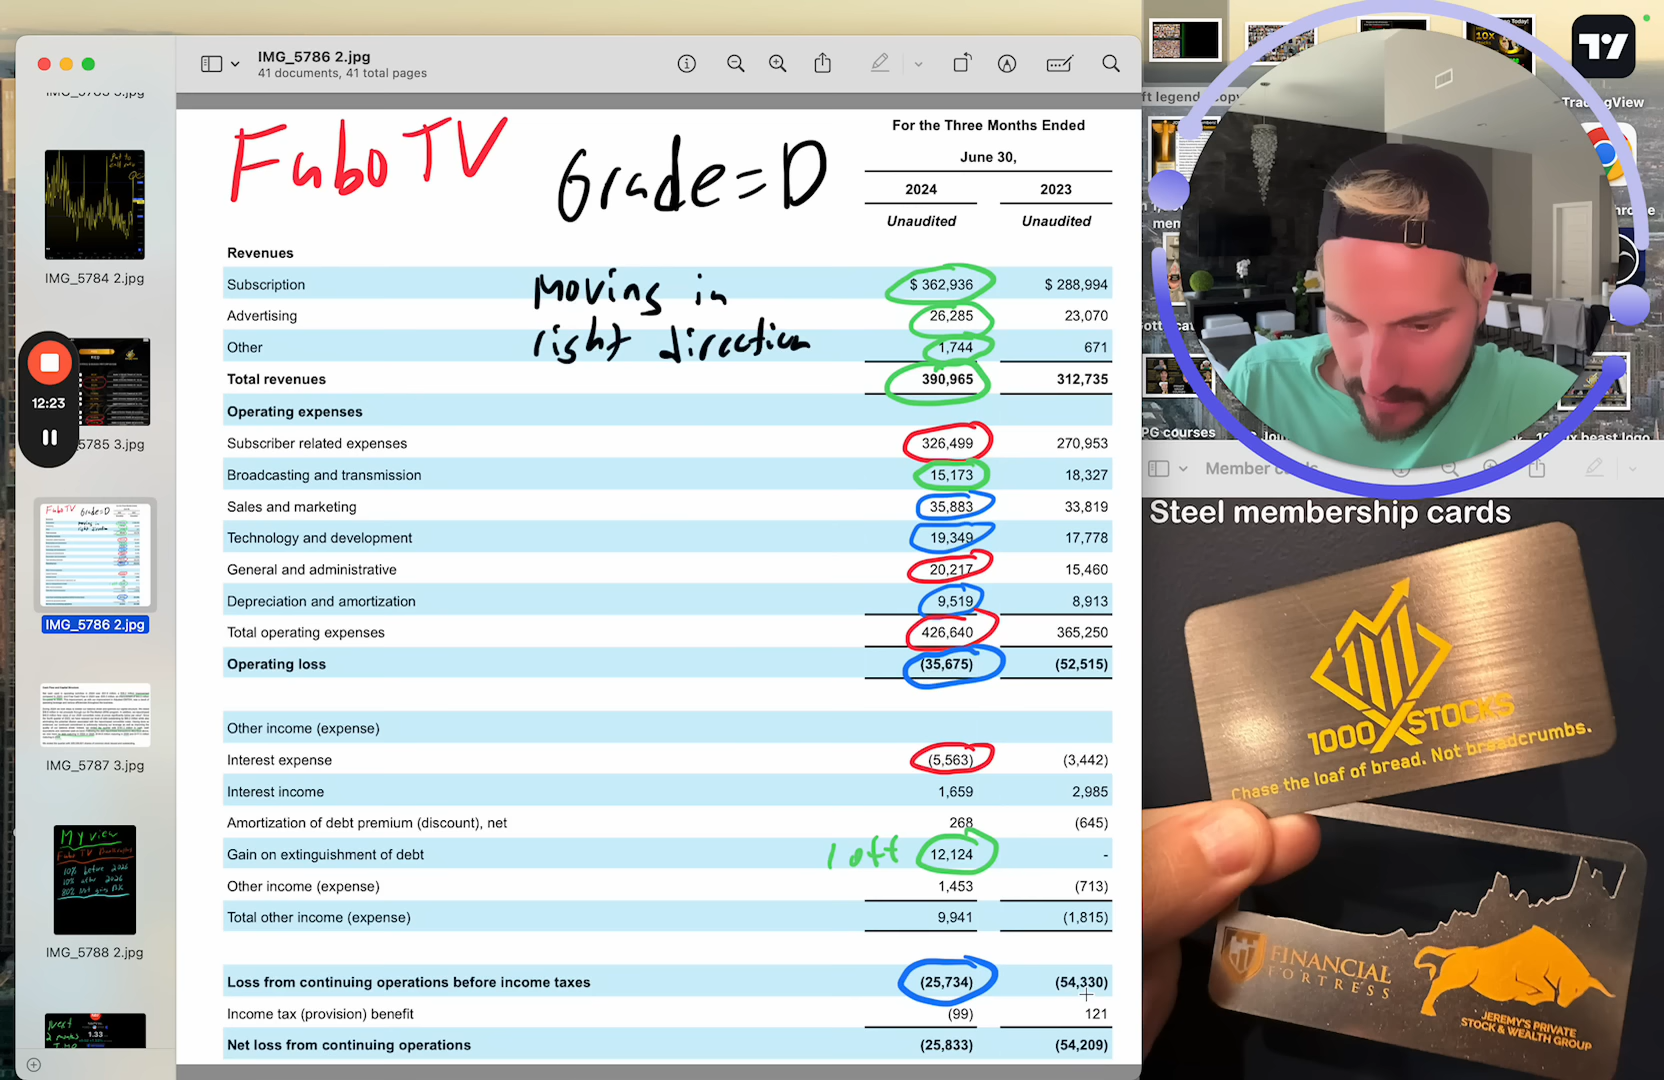 IMG_5786 2.jpg
41 documents, 41 total pages
IMG_5784 2.jpg
12:23
5785 3.jpg
IMG_5786 2.jpg
IMG_5787 3.jpg
My view
IMG_5788 2.jpg
1.33
Fubo TV
Grade = D
moving in
right direction
For the Three Months Ended
June 30,
2024 2023
Unaudited Unaudited
Revenues
Subscription $ 362,936 $ 288,994
Advertising 26,285 23,070
Other 1,744 671
Total revenues 390,965 312,735
Operating expenses
Subscriber related expenses 326,499 270,953
Broadcasting and transmission 15,173 18,327
Sales and marketing 35,883 33,819
Technology and development 19,349 17,778
General and administrative 20,217 15,460
Depreciation and amortization 9,519 8,913
Total operating expenses 426,640 365,250
Operating loss (35,675) (52,515)
Other income (expense)
Interest expense (5,563) (3,442)
Interest income 1,659 2,985
Amortization of debt premium (discount), net 268 (645)
Gain on extinguishment of debt 1 off 12,124 -
Other income (expense) 1,453 (713)
Total other income (expense) 9,941 (1,815)
Loss from continuing operations before income taxes (25,734) (54,330)
Income tax (provision) benefit (99) 121
Net loss from continuing operations (25,833) (54,209)
TradingView
PG courses
Steel membership cards
1000X STOCKS
Chase the loaf of bread. Not breadcrumbs.
FINANCIAL
FORTRESS
JEREMY'S PRIVATE
STOCK & WEALTH GROUP